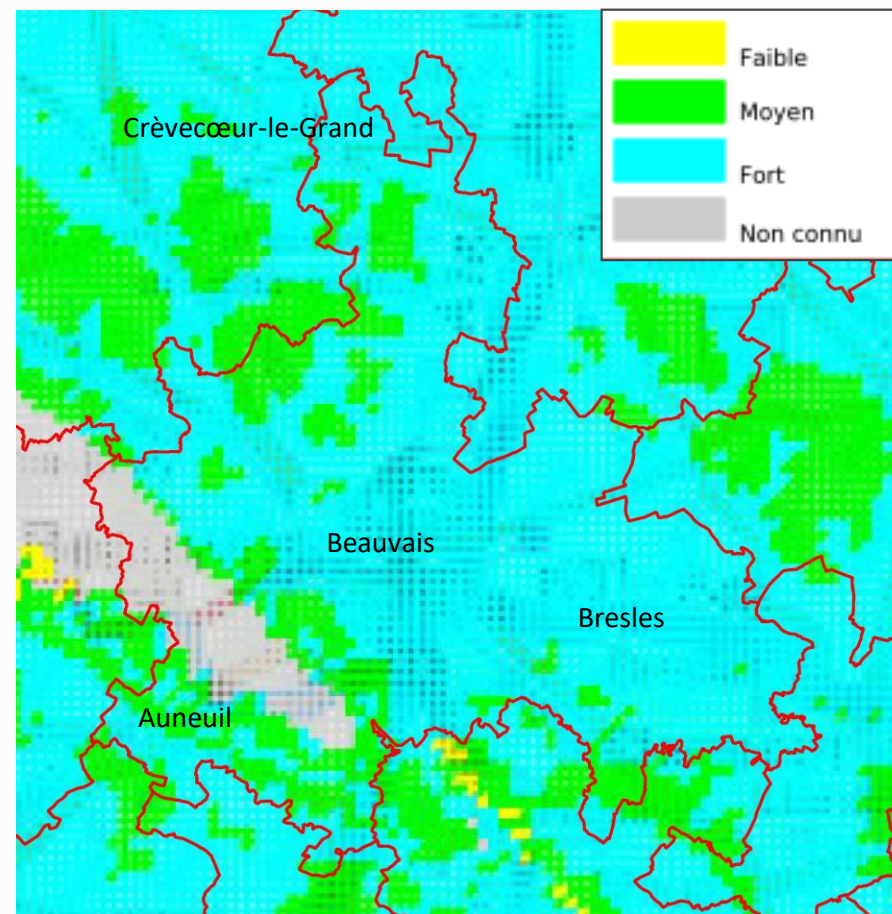 Faible
Moyen
Fort
Non connu
Crèvecœur-le-Grand
Beauvais
Bresles
Auneuil